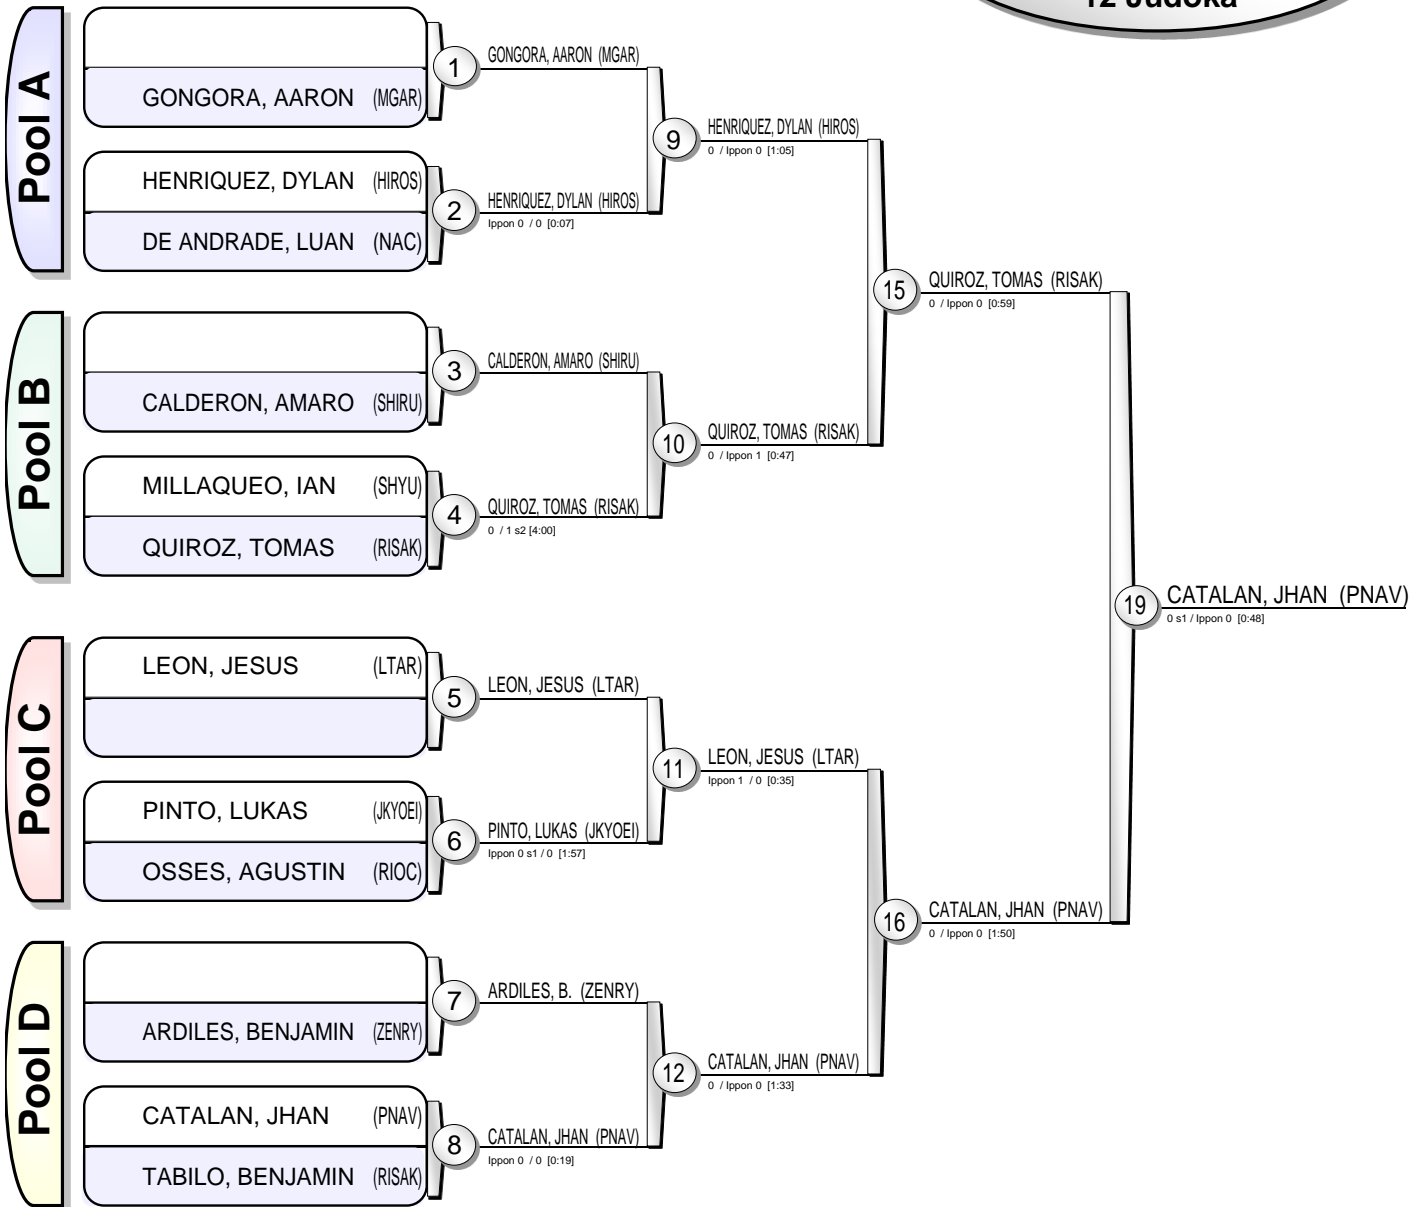 12 Judoka
Pool A
GONGORA, AARON (MGAR)
HENRIQUEZ, DYLAN (HIROS)
DE ANDRADE, LUAN (NAC)
1
GONGORA, AARON (MGAR)
2
HENRIQUEZ, DYLAN (HIROS)
Ippon 0 / 0 [0:07]
9
HENRIQUEZ, DYLAN (HIROS)
0 / Ippon 0 [1:05]
Pool B
CALDERON, AMARO (SHIRU)
MILLAQUEO, IAN (SHYU)
QUIROZ, TOMAS (RISAK)
3
CALDERON, AMARO (SHIRU)
4
QUIROZ, TOMAS (RISAK)
0 / 1 s2 [4:00]
10
QUIROZ, TOMAS (RISAK)
0 / Ippon 1 [0:47]
15
QUIROZ, TOMAS (RISAK)
0 / Ippon 0 [0:59]
Pool C
LEON, JESUS (LTAR)
PINTO, LUKAS (JKYOEI)
OSSES, AGUSTIN (RIOC)
5
LEON, JESUS (LTAR)
6
PINTO, LUKAS (JKYOEI)
Ippon 0 s1 / 0 [1:57]
11
LEON, JESUS (LTAR)
Ippon 1 / 0 [0:35]
Pool D
ARDILES, BENJAMIN (ZENRY)
CATALAN, JHAN (PNAV)
TABILO, BENJAMIN (RISAK)
7
ARDILES, B. (ZENRY)
8
CATALAN, JHAN (PNAV)
Ippon 0 / 0 [0:19]
12
CATALAN, JHAN (PNAV)
0 / Ippon 0 [1:33]
16
CATALAN, JHAN (PNAV)
0 / Ippon 0 [1:50]
19
CATALAN, JHAN (PNAV)
0 s1 / Ippon 0 [0:48]